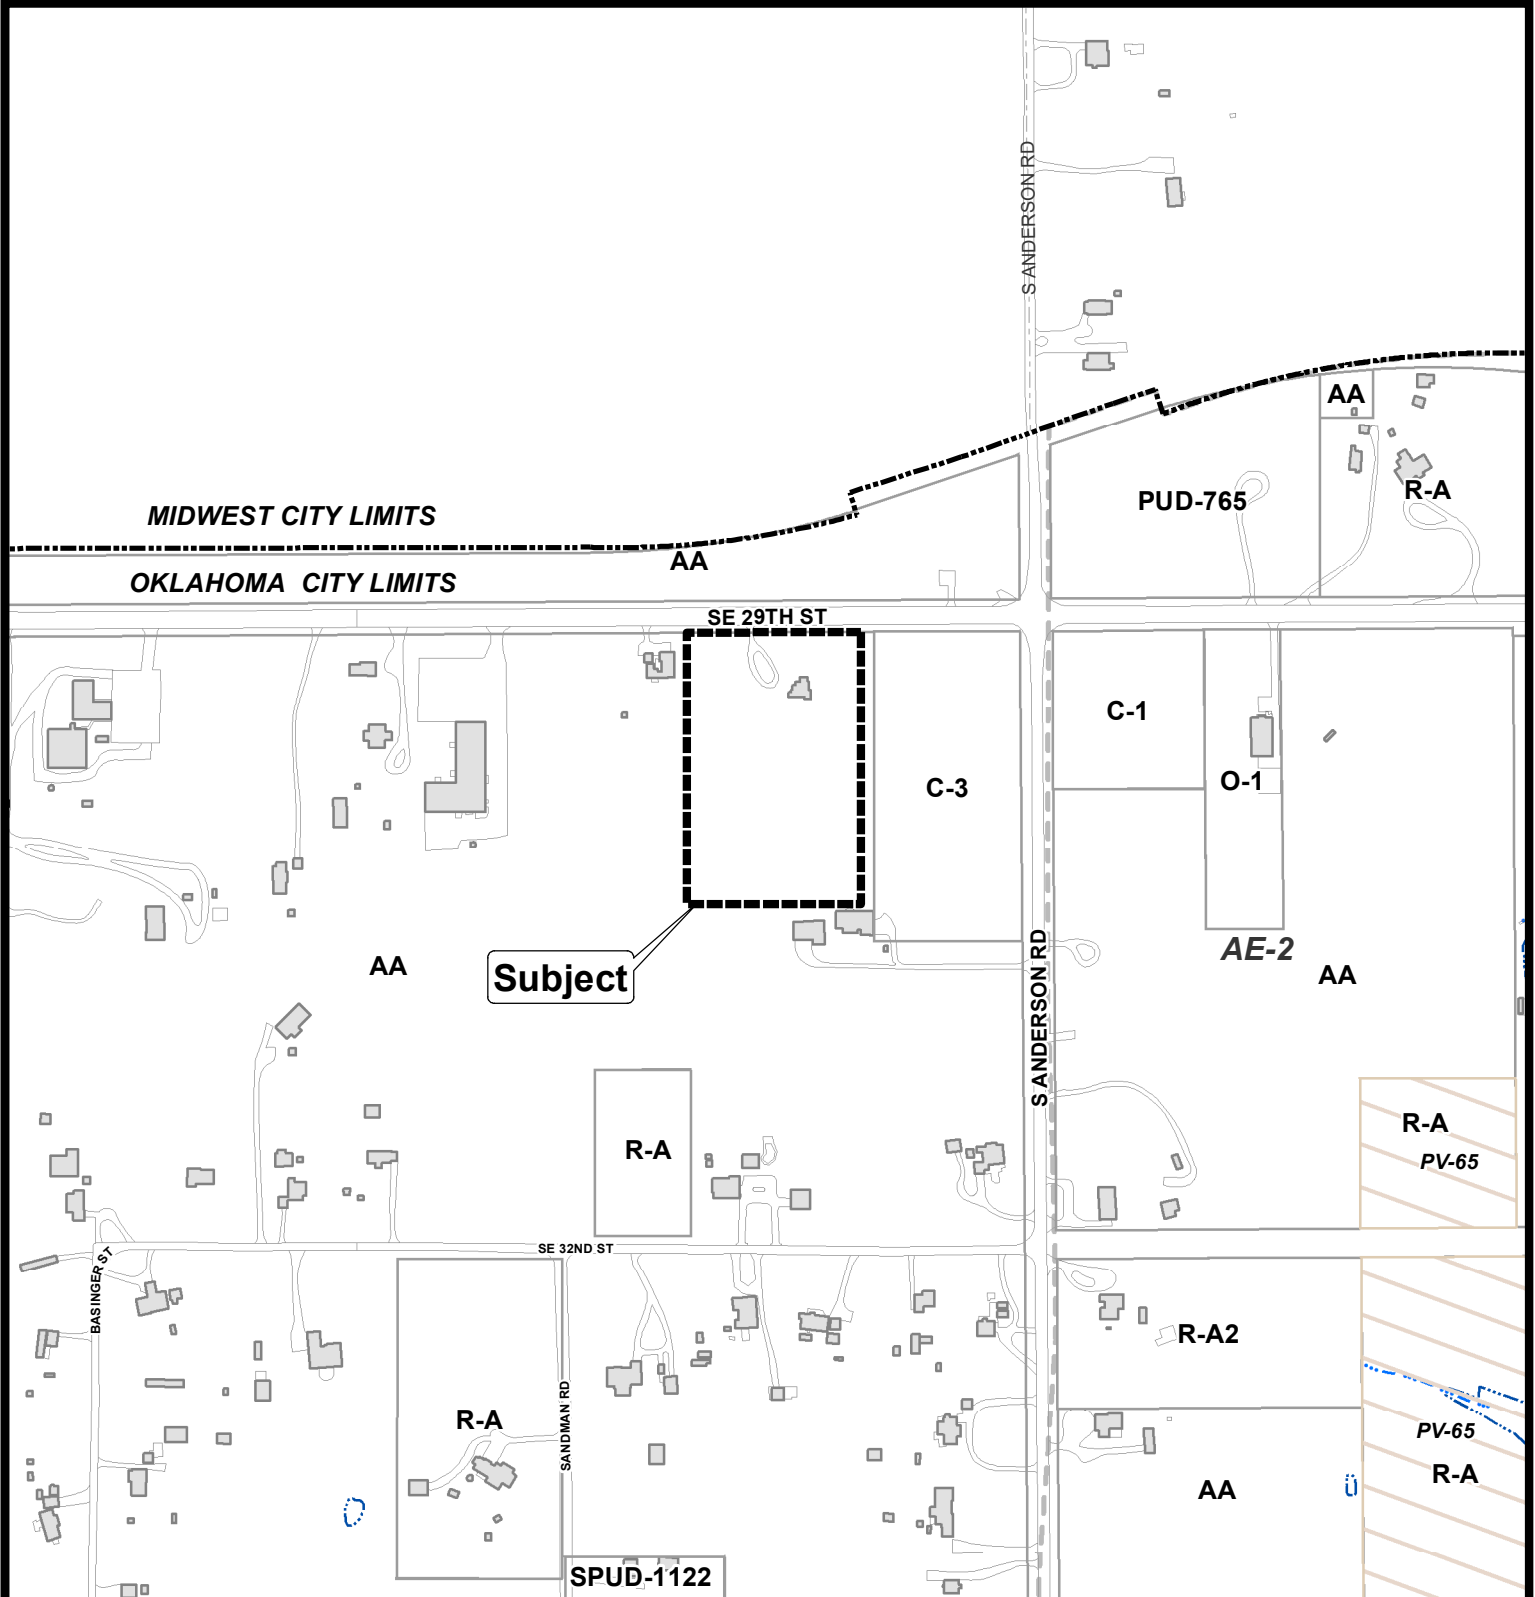 S ANDERSON RD
AA
PUD-765
R-A
MIDWEST CITY LIMITS
AA
OKLAHOMA  CITY LIMITS
SE 29TH ST
C-1
C-3
O-1
AE-2
AA
Subject
AA
S ANDERSON RD
R-A
PV-65
R-A
SE 32ND ST
BASINGER ST
R-A2
SANDMAN RD
R-A
PV-65
R-A
AA
SPUD-1122